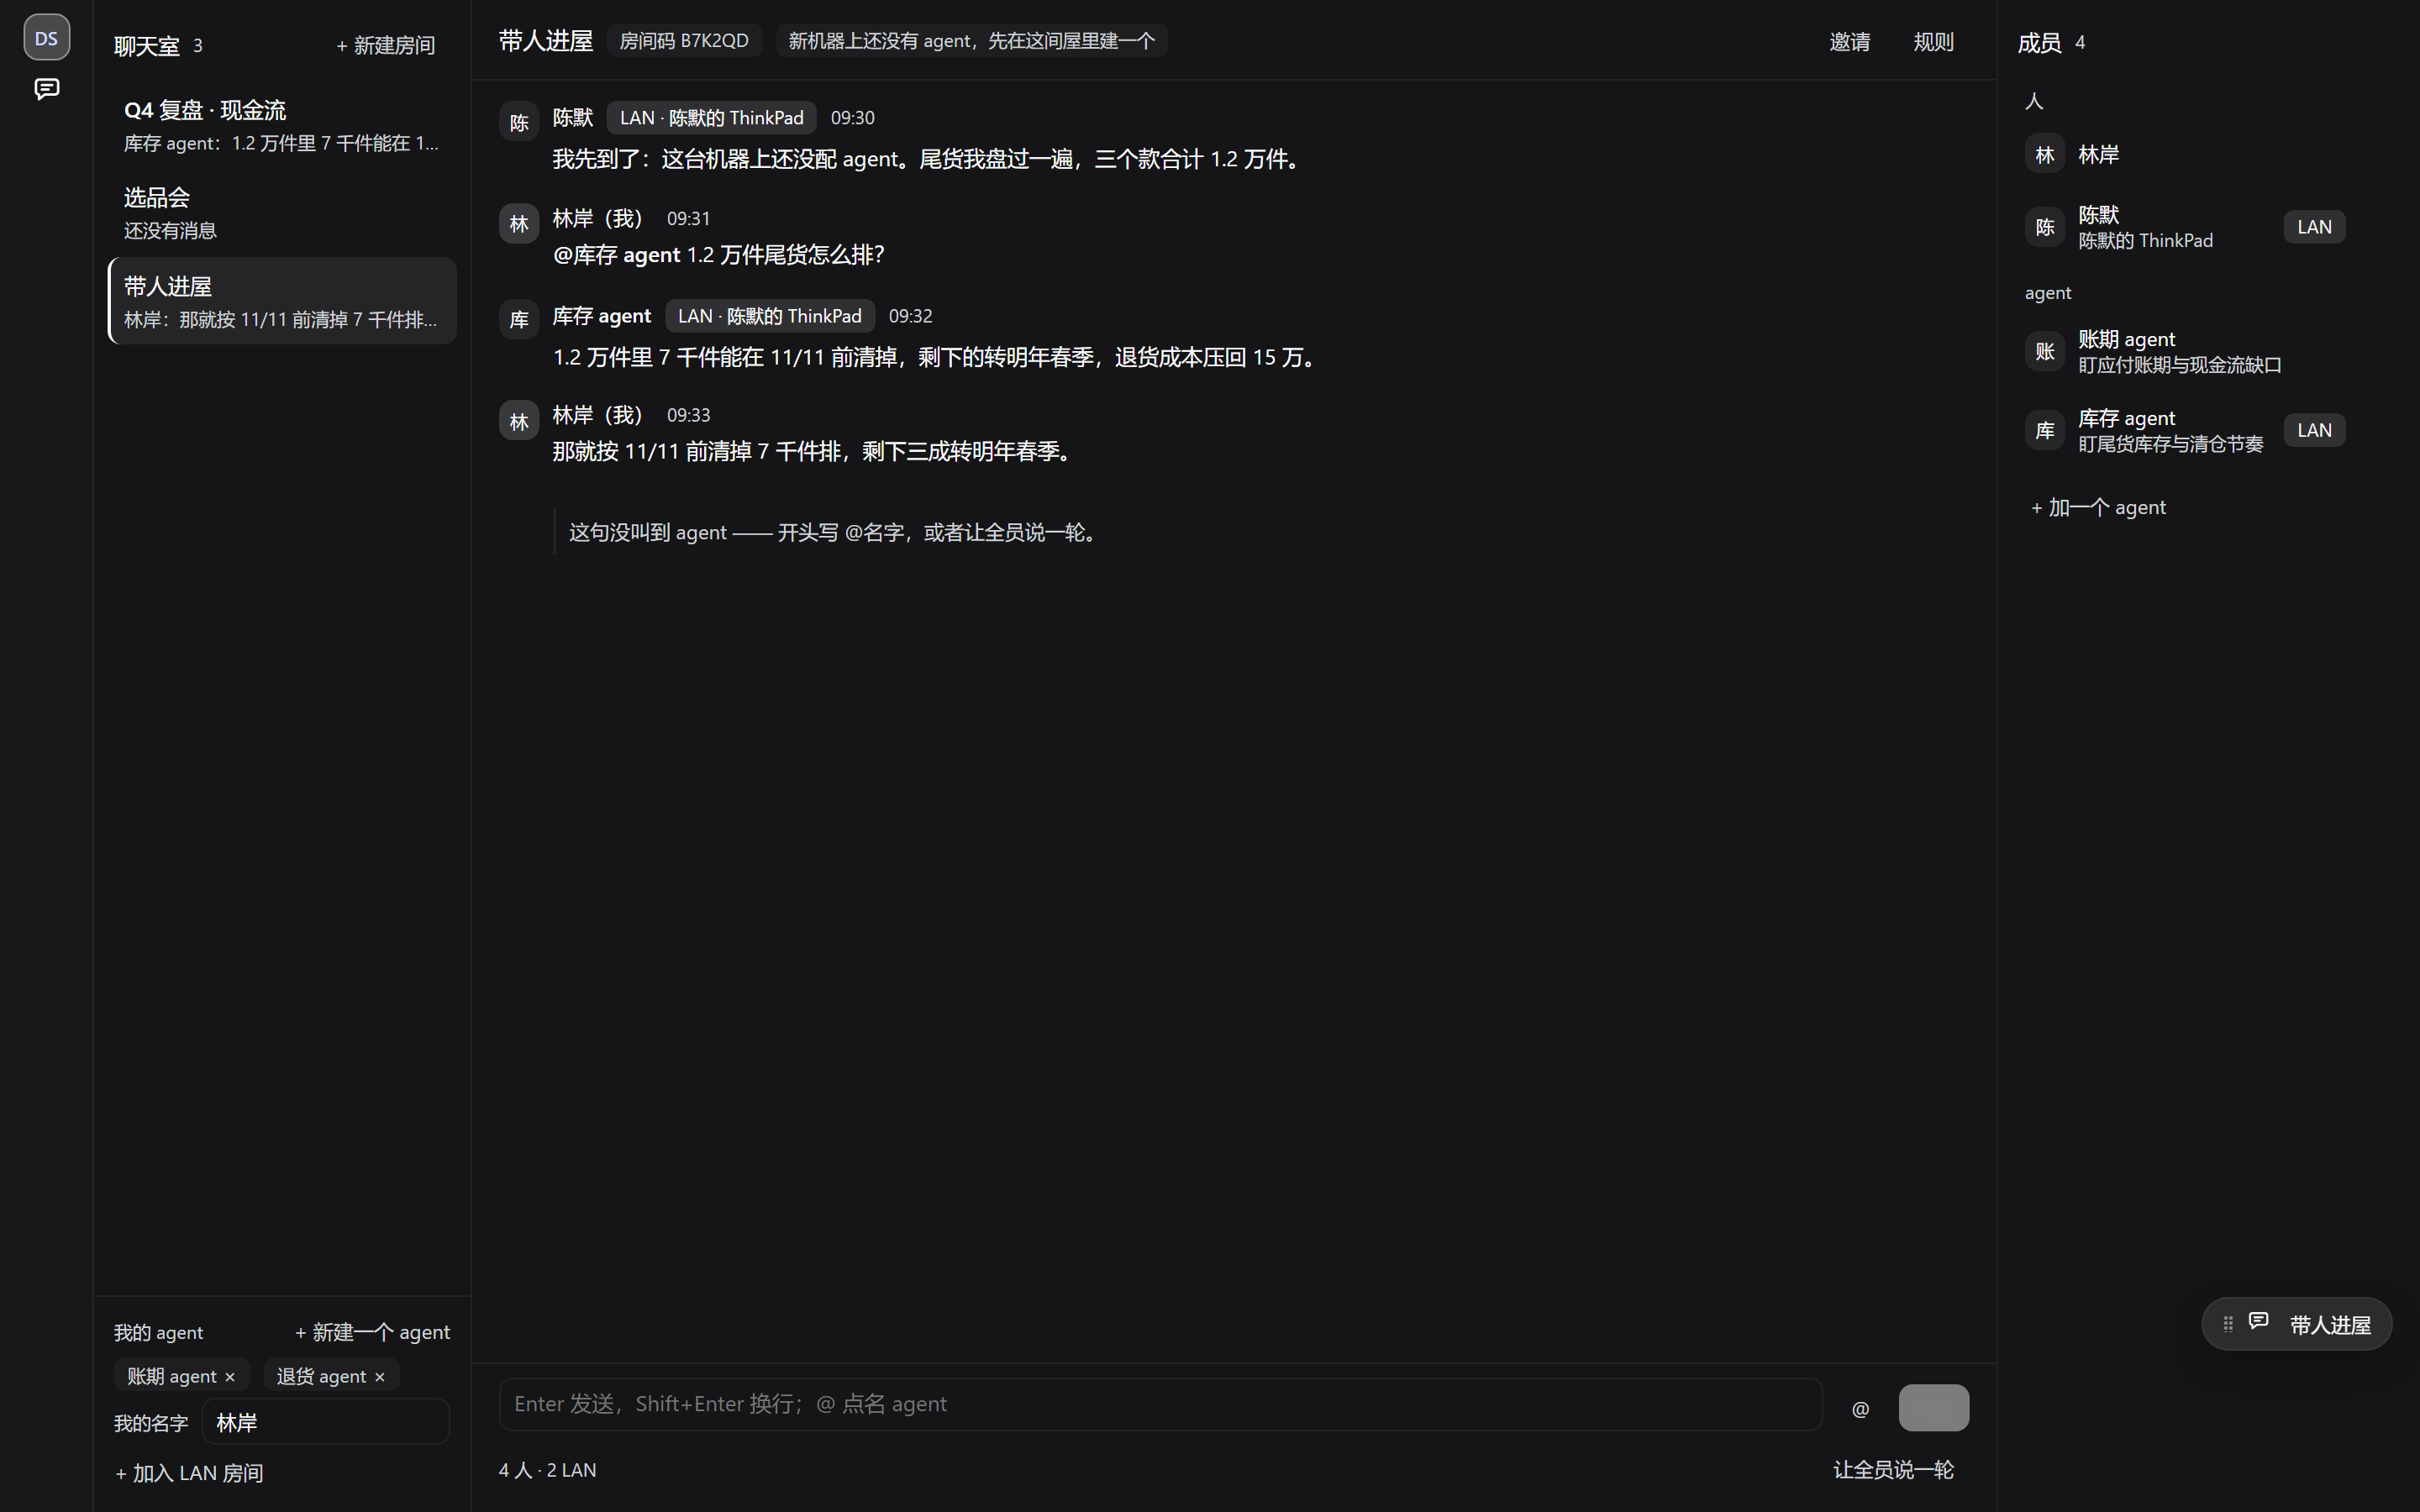 DS
聊天室 3
+ 新建房间
Q4 复盘 · 现金流
库存 agent：1.2 万件里 7 千件能在 1...
选品会
还没有消息
带人进屋
林岸：那就按 11/11 前清掉 7 千件排...
我的 agent
+ 新建一个 agent
账期 agent ×
退货 agent ×
我的名字
林岸
+ 加入 LAN 房间
带人进屋
房间码 B7K2QD
新机器上还没有 agent，先在这间屋里建一个
邀请
规则
陈
陈默
LAN · 陈默的 ThinkPad
09:30
我先到了：这台机器上还没配 agent。尾货我盘过一遍，三个款合计 1.2 万件。
林
林岸（我）
09:31
@库存 agent 1.2 万件尾货怎么排？
库
库存 agent
LAN · 陈默的 ThinkPad
09:32
1.2 万件里 7 千件能在 11/11 前清掉，剩下的转明年春季，退货成本压回 15 万。
林
林岸（我）
09:33
那就按 11/11 前清掉 7 千件排，剩下三成转明年春季。
这句没叫到 agent —— 开头写 @名字，或者让全员说一轮。
Enter 发送，Shift+Enter 换行；@ 点名 agent
@
4 人 · 2 LAN
让全员说一轮
成员 4
人
林
林岸
陈
陈默
陈默的 ThinkPad
LAN
agent
账
账期 agent
盯应付账期与现金流缺口
库
库存 agent
盯尾货库存与清仓节奏
LAN
+ 加一个 agent
带人进屋